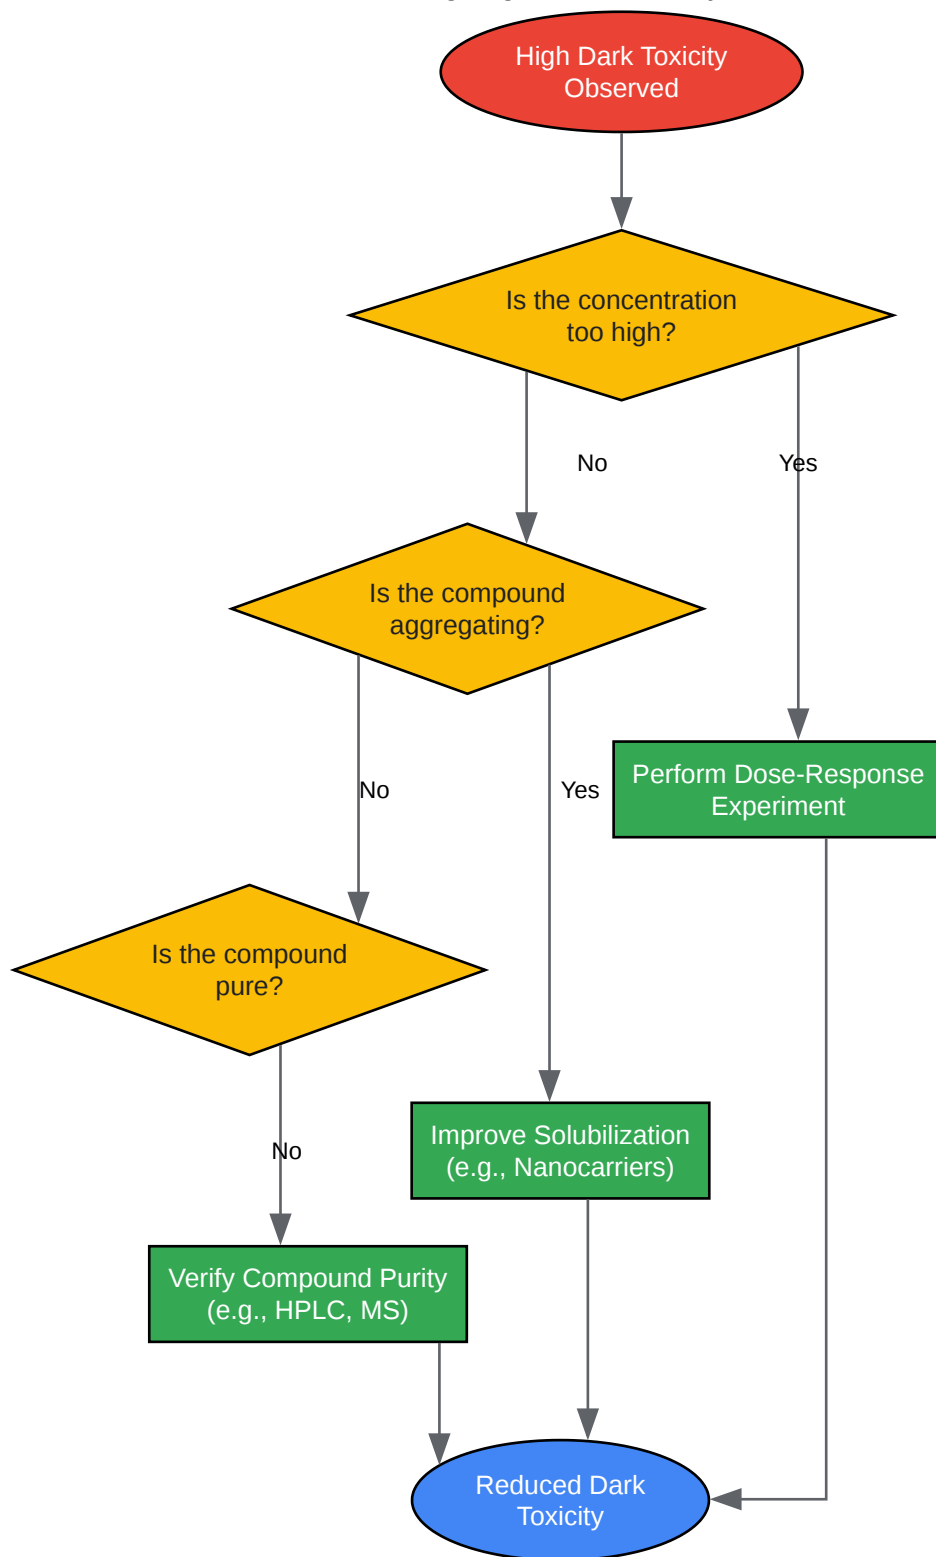 High Dark Toxicity
Observed
Is the concentration
too high?
No
Yes
Is the compound
aggregating?
Perform Dose-Response
Experiment
No
Yes
Is the compound
pure?
Improve Solubilization
(e.g., Nanocarriers)
No
Verify Compound Purity
(e.g., HPLC, MS)
Reduced Dark
Toxicity